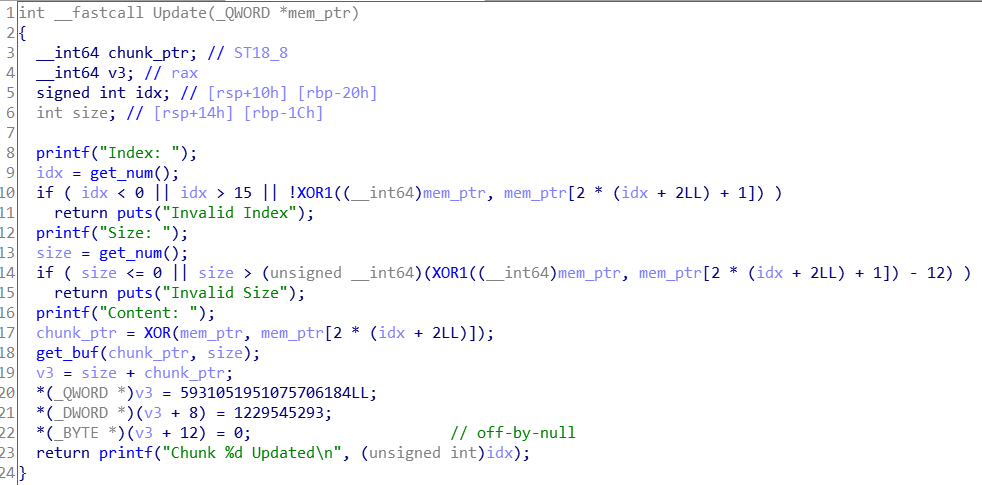 1 int __fastcall Update(_QWORD *mem_ptr)
2 {
3 __int64 chunk_ptr; // ST18_8
4 __int64 v3; // rax
5 signed int idx; // [rsp+10h] [rbp-20h]
6 int size; // [rsp+14h] [rbp-1Ch]
7
8 printf("Index: ");
9 idx = get_num();
10 if ( idx < 0 || idx > 15 || !XOR1((__int64)mem_ptr, mem_ptr[2 * (idx + 2LL) + 1]) )
11 return puts("Invalid Index");
12 printf("Size: ");
13 size = get_num();
14 if ( size <= 0 || size > (unsigned __int64)(XOR1((__int64)mem_ptr, mem_ptr[2 * (idx + 2LL) + 1]) - 12) )
15 return puts("Invalid Size");
16 printf("Content: ");
17 chunk_ptr = XOR(mem_ptr, mem_ptr[2 * (idx + 2LL)]);
18 get_buf(chunk_ptr, size);
19 v3 = size + chunk_ptr;
20 *(_QWORD *)v3 = 5931051951075706184LL;
21 *(_DWORD *)(v3 + 8) = 1229545293;
22 *(_BYTE *)(v3 + 12) = 0; // off-by-null
23 return printf("Chunk %d Updated\n", (unsigned int)idx);
24 }